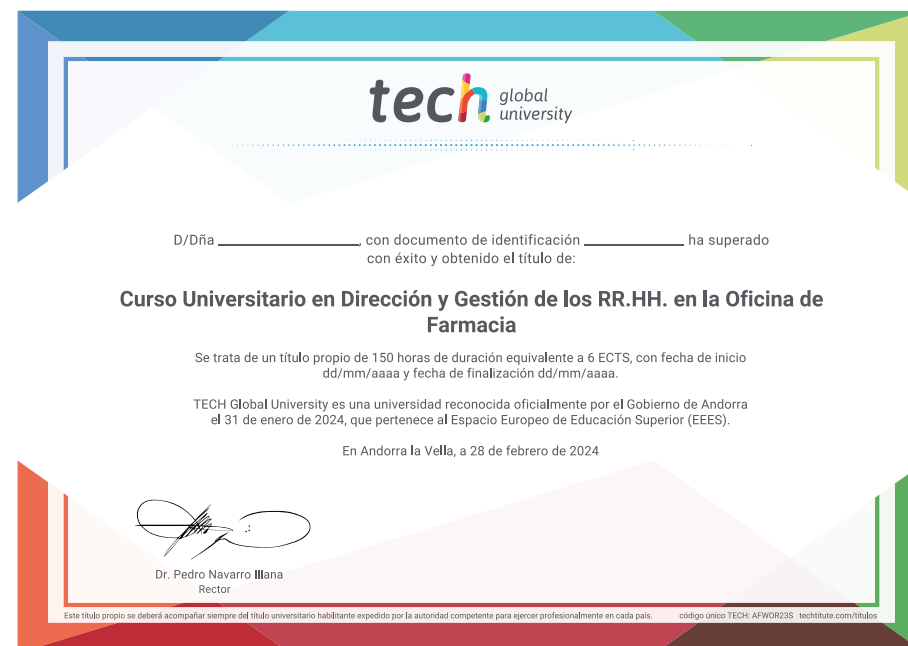 tech global university
D/Dña ____________________, con documento de identificación ______________ ha superado
con éxito y obtenido el título de:
Curso Universitario en Dirección y Gestión de los RR.HH. en la Oficina de
Farmacia
Se trata de un título propio de 150 horas de duración equivalente a 6 ECTS, con fecha de inicio
dd/mm/aaaa y fecha de finalización dd/mm/aaaa.
TECH Global University es una universidad reconocida oficialmente por el Gobierno de Andorra
el 31 de enero de 2024, que pertenece al Espacio Europeo de Educación Superior (EEES).
En Andorra la Vella, a 28 de febrero de 2024
Dr. Pedro Navarro Illana
Rector
Este título propio se deberá acompañar siempre del título universitario habilitante expedido por la autoridad competente para ejercer profesionalmente en cada país. código único TECH: AFWOR23S techtitute.com/titulos